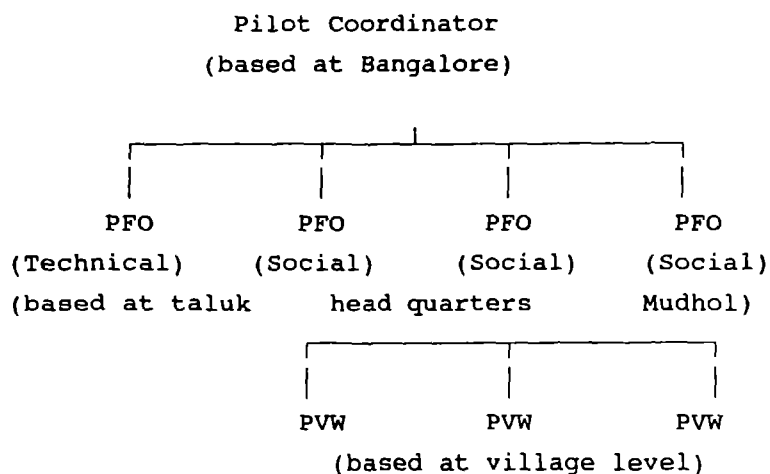 Pilot Coordinator
(based at Bangalore)
PFO PFO PFO PFO
(Technical) (Social) (Social) (Social)
(based at taluk head quarters Mudhol)
PVW PVW PVW
(based at village level)